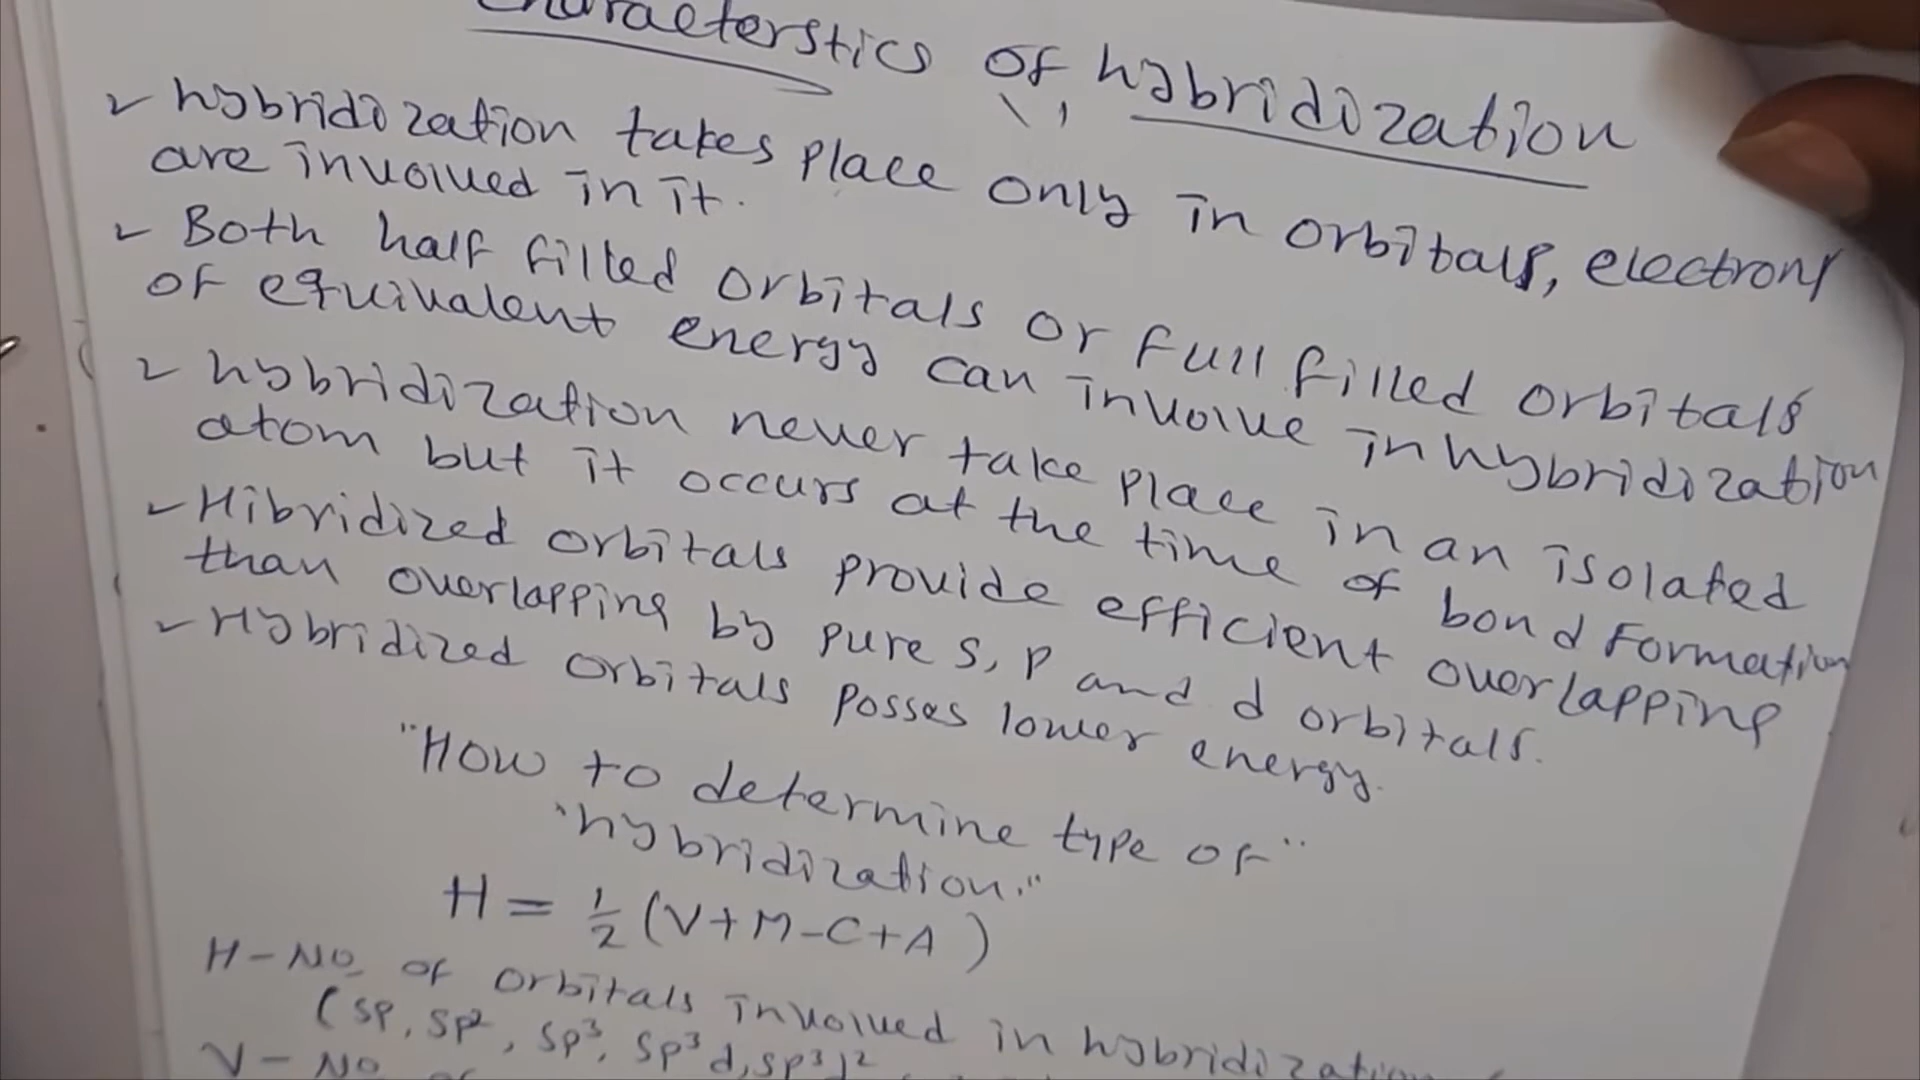 Characterstics of hybridization
hybridization takes place only in orbitals, electrons
are involved in it.
Both half filled orbitals or full filled orbitals
of equivalent energy can involve in hybridization
hybridization never take place in an isolated
atom but it occurs at the time of bond formation
Hibridized orbitals provide efficient overlapping
than overlapping by pure s, p and d orbitals.
Hybridized orbitals posses lower energy.
"How to determine type of"
"hybridization."
H = 1/2 (V+M-C+A)
H - No. of orbitals involved in hybridization
(sp, sp², sp³, sp³d, sp³d²
V - No of